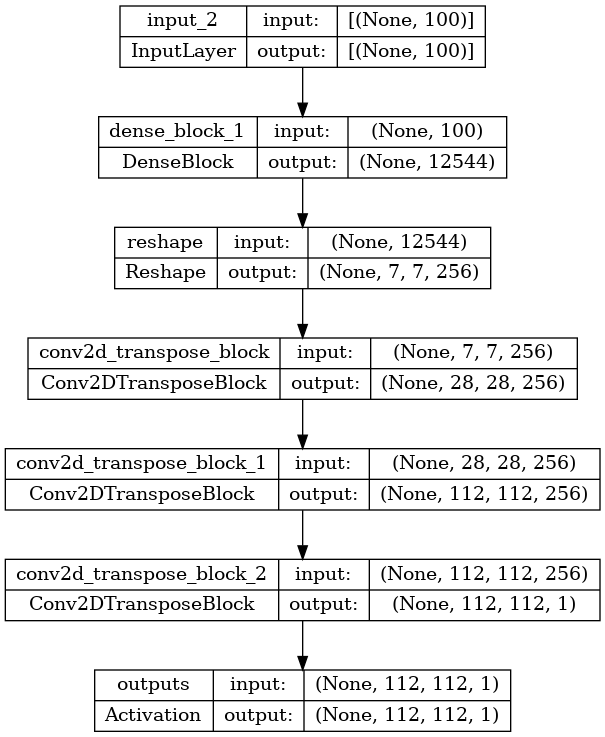 input_2 input: [(None, 100)]
InputLayer output: [(None, 100)]
dense_block_1 input: (None, 100)
DenseBlock output: (None, 12544)
reshape input: (None, 12544)
Reshape output: (None, 7, 7, 256)
conv2d_transpose_block input: (None, 7, 7, 256)
Conv2DTransposeBlock output: (None, 28, 28, 256)
conv2d_transpose_block_1 input: (None, 28, 28, 256)
Conv2DTransposeBlock output: (None, 112, 112, 256)
conv2d_transpose_block_2 input: (None, 112, 112, 256)
Conv2DTransposeBlock output: (None, 112, 112, 1)
outputs input: (None, 112, 112, 1)
Activation output: (None, 112, 112, 1)